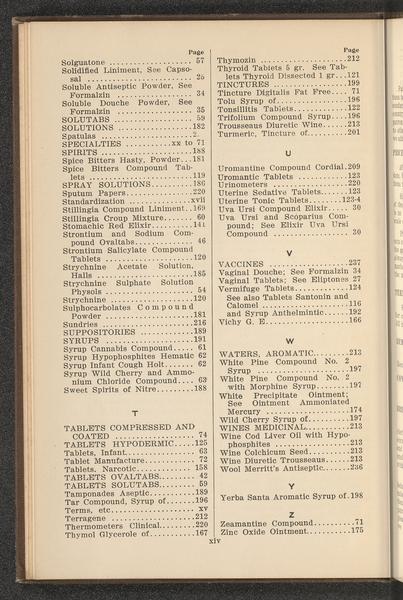 Page
Solguatone .................... 57
Solidified Liniment, See Capso-
sal .......................... 25
Soluble Antiseptic Powder, See
Formalzin .................... 34
Soluble Douche Powder, See
Formalzin .................... 35
SOLUTABS .................... 59
SOLUTIONS ...................182
Spatulas ...................... 2
SPECIALTIES ............xx to 71
SPIRITS ......................188
Spice Bitters Hasty, Powder...181
Spice Bitters Compound Tab-
lets .........................119
SPRAY SOLUTIONS.............186
Sputum Papers.................220
Standardization ..............xvii
Stillingia Compound Liniment..169
Stillingia Croup Mixture....... 60
Stomachic Red Elixir...........141
Strontium and Sodium Com-
pound Ovaltabs............... 46
Strontium Salicylate Compound
Tablets ......................120
Strychnine Acetate Solution,
Halls ........................185
Strychnine Sulphate Solution
Physols ...................... 54
Strychnine ...................120
Sulphocarbolates Compound
Powder .......................181
Sundries ......................216
SUPPOSITORIES ...............189
SYRUPS .......................191
Syrup Cannabis Compound..... 61
Syrup Hypophosphites Hematic 62
Syrup Infant Cough Holt....... 62
Syrup Wild Cherry and Ammo-
nium Chloride Compound.... 63
Sweet Spirits of Nitre..........188
T
TABLETS COMPRESSED AND
COATED ..................... 74
TABLETS HYPODERMIC......125
Tablets, Infant................. 63
Tablet Manufacture............ 72
Tablets, Narcotic...............158
TABLETS OVALTABS.......... 42
TABLETS SOLUTABS.......... 59
Tamponades Aseptic...........189
Tar Compound, Syrup of......196
Terms, etc.................... xv
Terragene ....................212
Thermometers Clinical.........220
Thymol Glycerole of...........167
Page
Thymozin .....................212
Thyroid Tablets 5 gr. See Tab-
lets Thyroid Dissected 1 gr...121
TINCTURES ...................199
Tincture Digitalis Fat Free.... 71
Tolu Syrup of..................196
Tonsillitis Tablets..............122
Trifolium Compound Syrup....196
Trousseaus Diuretic Wine......213
Turmeric, Tincture of..........201
U
Uromantine Compound Cordial.209
Uromantic Tablets .............123
Urinometers ...................220
Uterine Sedative Tablets.......123
Uterine Tonic Tablets.......123-4
Uva Ursi Compound Elixir..... 30
Uva Ursi and Scoparius Com-
pound; See Elixir Uva Ursi
Compound .................... 30
V
VACCINES .....................237
Vaginal Douche; See Formalzin 34
Vaginal Tablets; See Eliptones 27
Vermifuge Tablets..............124
See also Tablets Santonin and
Calomel ......................116
and Syrup Anthelmintic......192
Vichy G. E.....................166
W
WATERS, AROMATIC..........213
White Pine Compound No. 2
Syrup ........................197
White Pine Compound No. 2
with Morphine Syrup.........197
White Precipitate Ointment;
See Ointment Ammoniated
Mercury ......................174
Wild Cherry Syrup of..........197
WINES MEDICINAL............213
Wine Cod Liver Oil with Hypo-
phosphites ...................213
Wine Colchicum Seed..........213
Wine Diuretic Trousseaus......213
Wool Merritt's Antiseptic.......236
Y
Yerba Santa Aromatic Syrup of.198
Z
Zeamantine Compound.......... 71
Zinc Oxide Ointment...........175
xiv